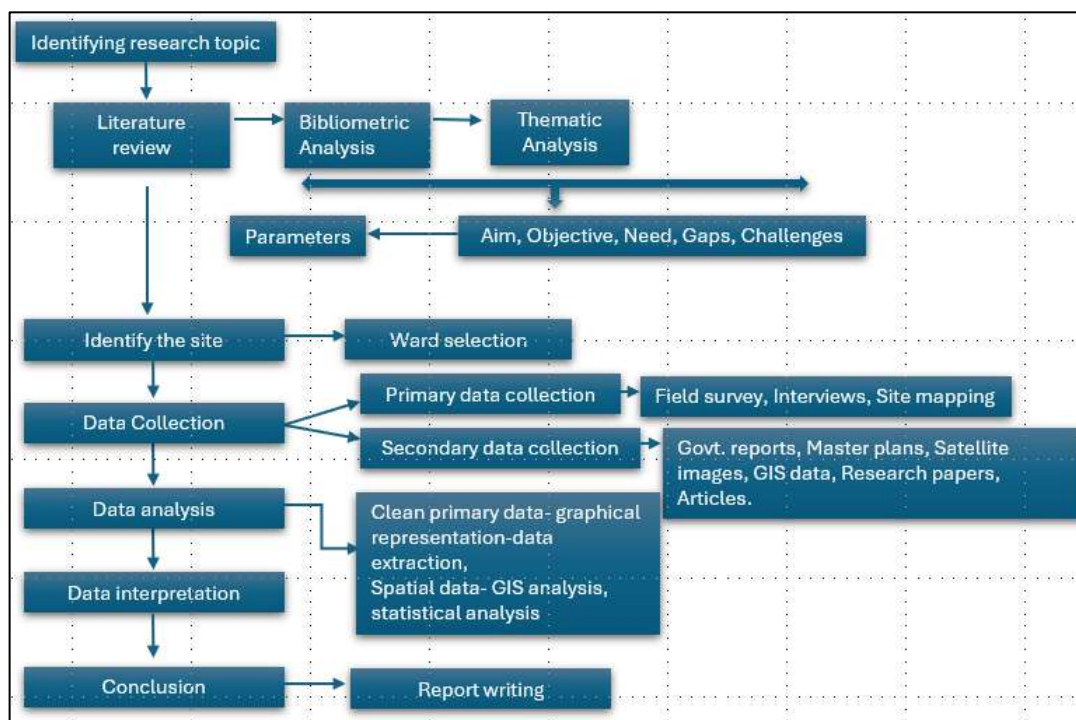 Identifying research topic
Literature
review
Bibliometric
Analysis
Thematic
Analysis
Parameters
Aim, Objective, Need, Gaps, Challenges
Identify the site
Ward selection
Data Collection
Primary data collection
Field survey, Interviews, Site mapping
Secondary data collection
Govt. reports, Master plans, Satellite
images, GIS data, Research papers,
Articles.
Data analysis
Clean primary data- graphical
representation-data
extraction,
Spatial data- GIS analysis,
statistical analysis
Data interpretation
Conclusion
Report writing